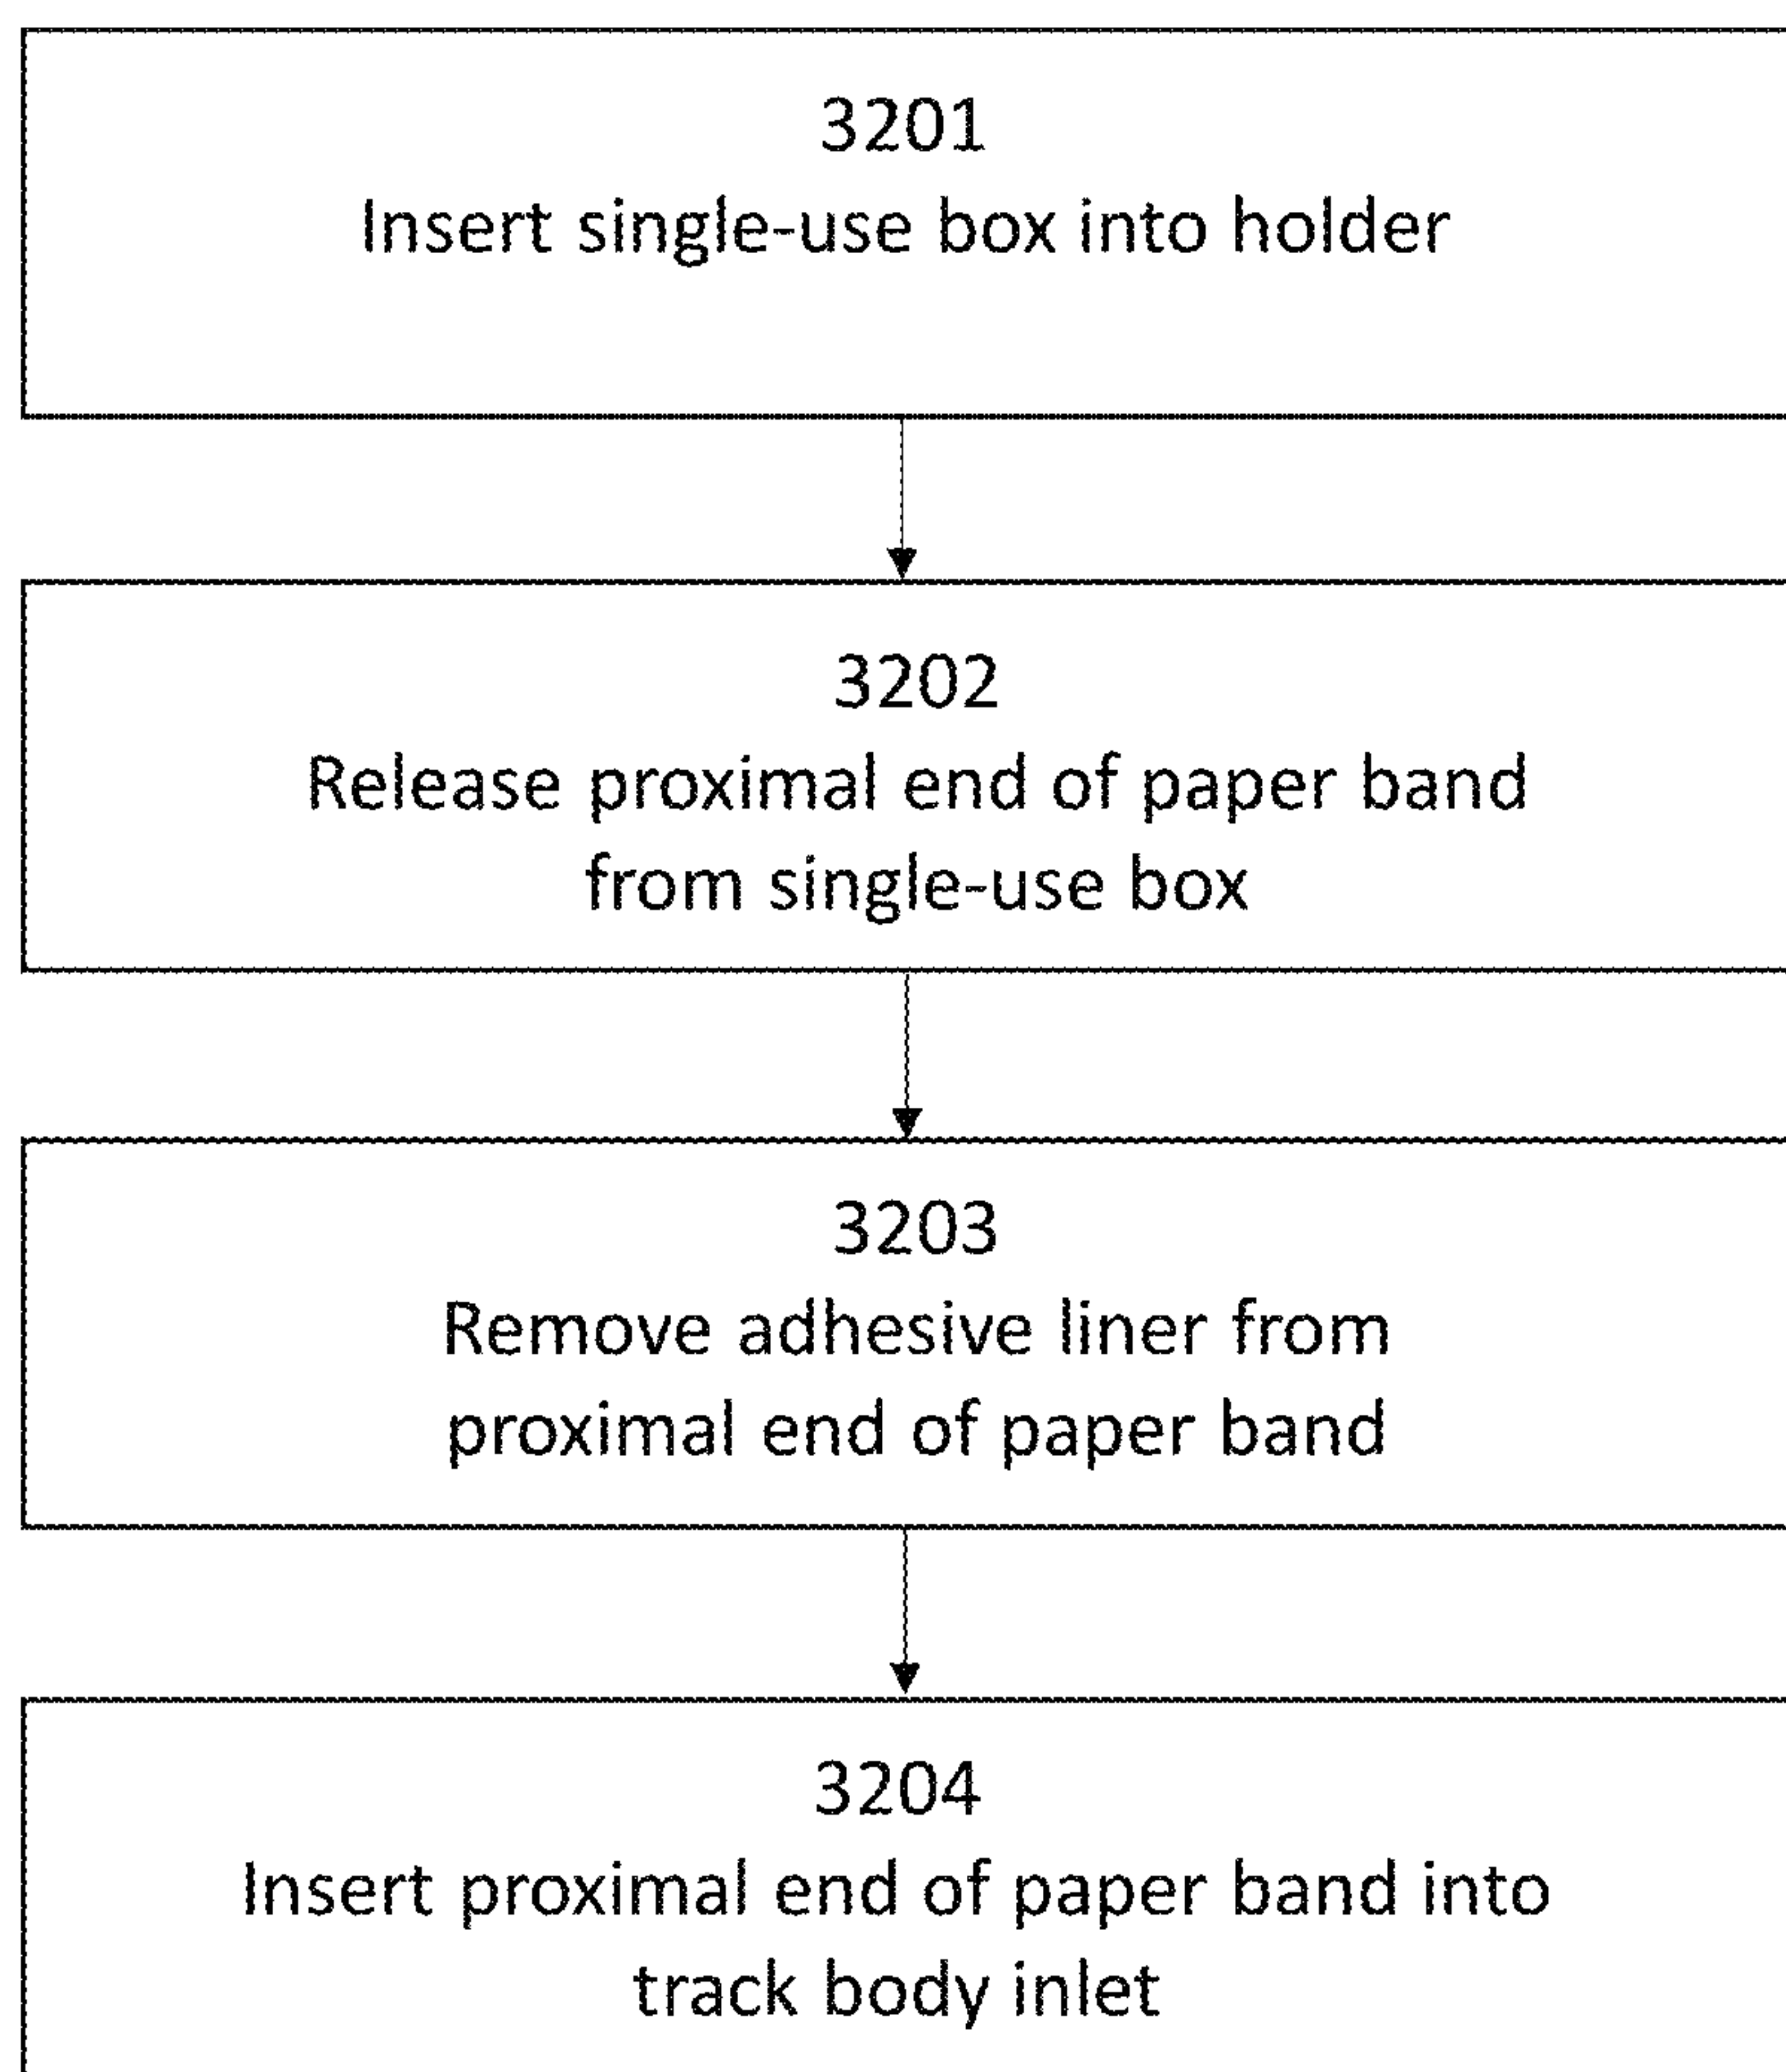 3201
Insert single-use box into holder
3202
Release proximal end of paper band
from single-use box
3203
Remove adhesive liner from
proximal end of paper band
3204
Insert proximal end of paper band into
track body inlet